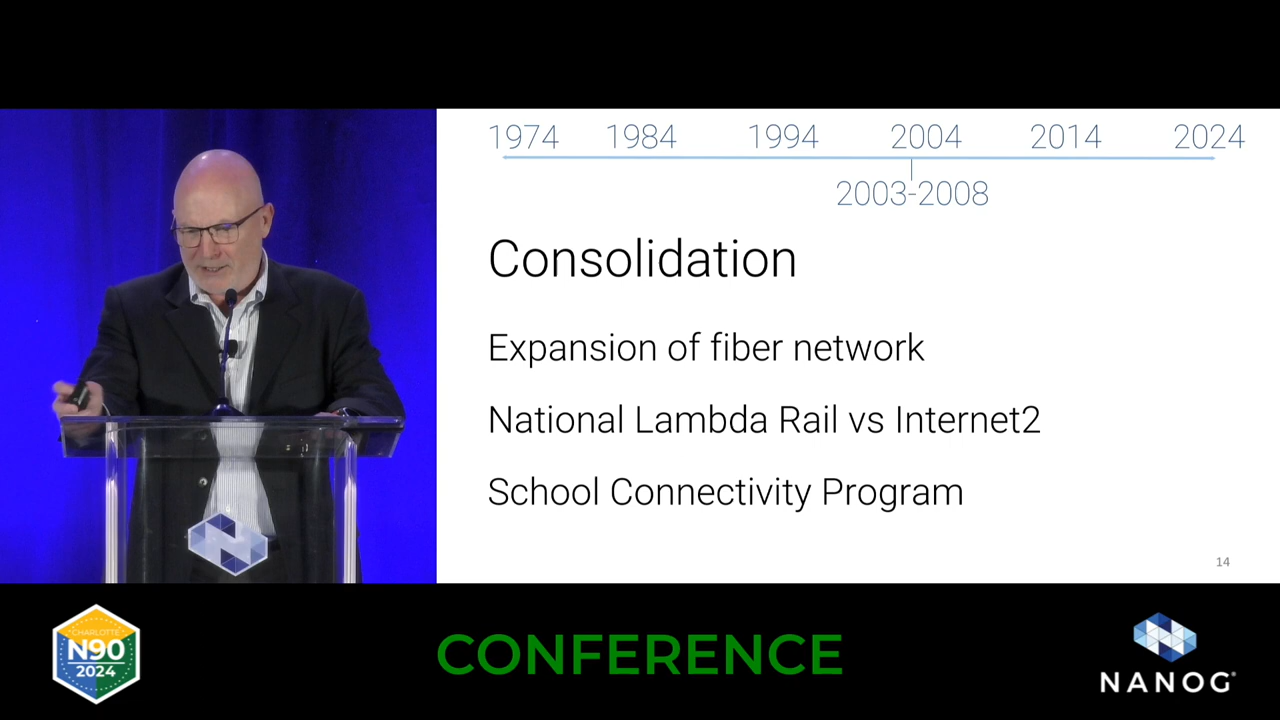 1974 1984 1994 2004 2014 2024
2003-2008
Consolidation
Expansion of fiber network
National Lambda Rail vs Internet2
School Connectivity Program
14
CHARLOTTE
N90
2024
CONFERENCE
NANOG